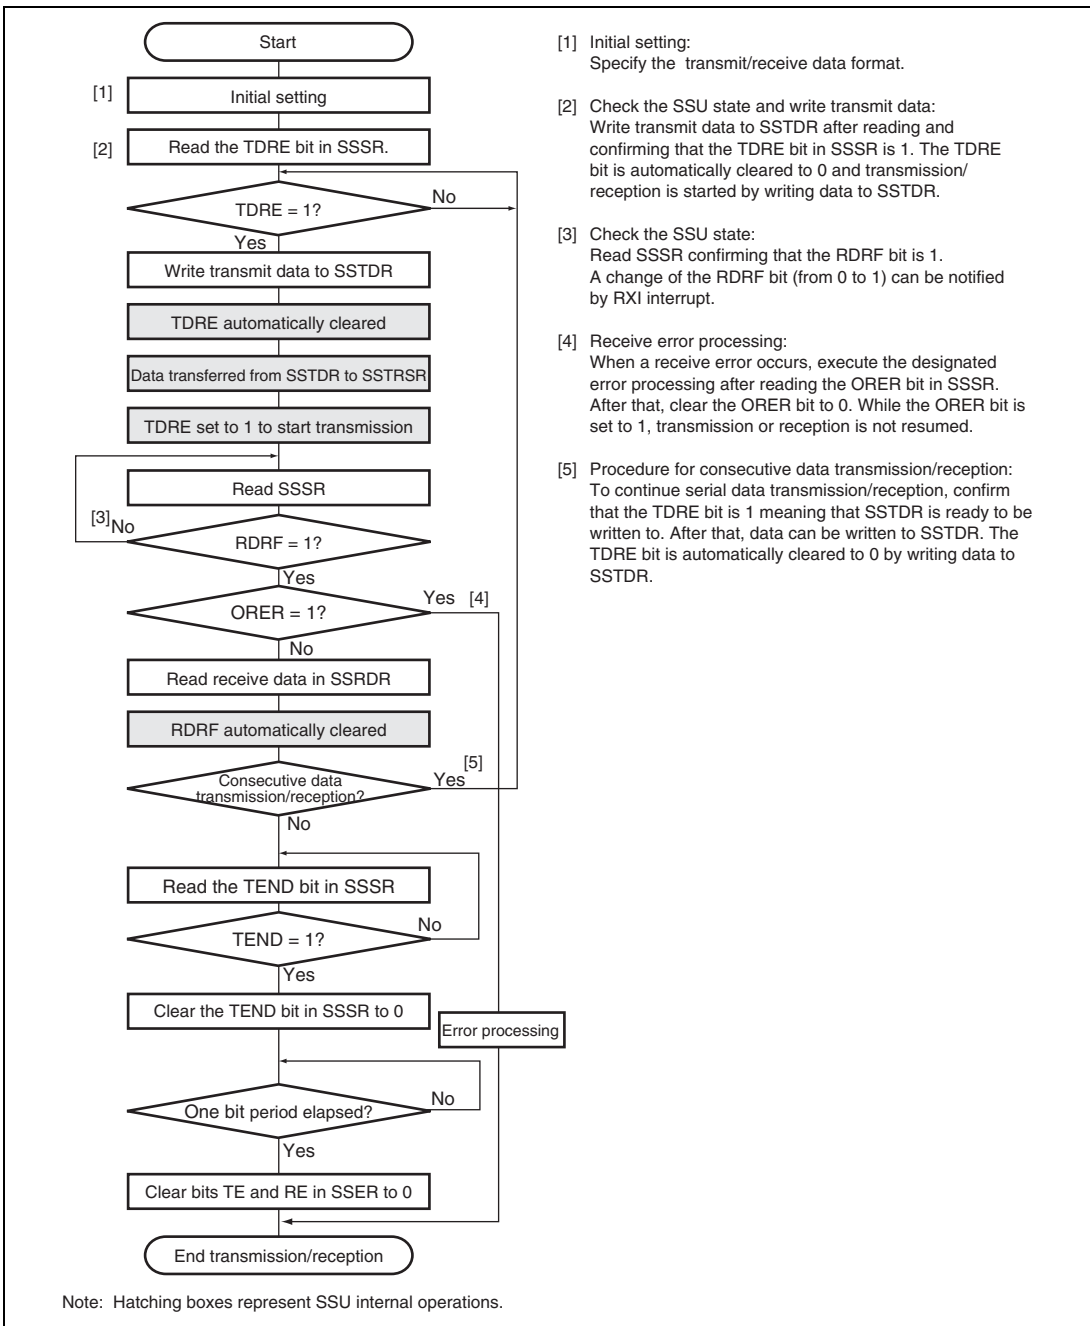 Start
[1] Initial setting
[2] Read the TDRE bit in SSSR.
TDRE = 1?
No
Yes
Write transmit data to SSTDR
TDRE automatically cleared
Data transferred from SSTDR to SSTRSR
TDRE set to 1 to start transmission
Read SSSR
[3] No
RDRF = 1?
Yes
ORER = 1?
Yes [4]
No
Read receive data in SSRDR
RDRF automatically cleared
[5]
Consecutive data
transmission/reception?
Yes
No
Read the TEND bit in SSSR
TEND = 1?
No
Yes
Clear the TEND bit in SSSR to 0
Error processing
One bit period elapsed?
No
Yes
Clear bits TE and RE in SSER to 0
End transmission/reception
[1] Initial setting:
Specify the transmit/receive data format.
[2] Check the SSU state and write transmit data:
Write transmit data to SSTDR after reading and
confirming that the TDRE bit in SSSR is 1. The TDRE
bit is automatically cleared to 0 and transmission/
reception is started by writing data to SSTDR.
[3] Check the SSU state:
Read SSSR confirming that the RDRF bit is 1.
A change of the RDRF bit (from 0 to 1) can be notified
by RXI interrupt.
[4] Receive error processing:
When a receive error occurs, execute the designated
error processing after reading the ORER bit in SSSR.
After that, clear the ORER bit to 0. While the ORER bit is
set to 1, transmission or reception is not resumed.
[5] Procedure for consecutive data transmission/reception:
To continue serial data transmission/reception, confirm
that the TDRE bit is 1 meaning that SSTDR is ready to be
written to. After that, data can be written to SSTDR. The
TDRE bit is automatically cleared to 0 by writing data to
SSTDR.
Note: Hatching boxes represent SSU internal operations.